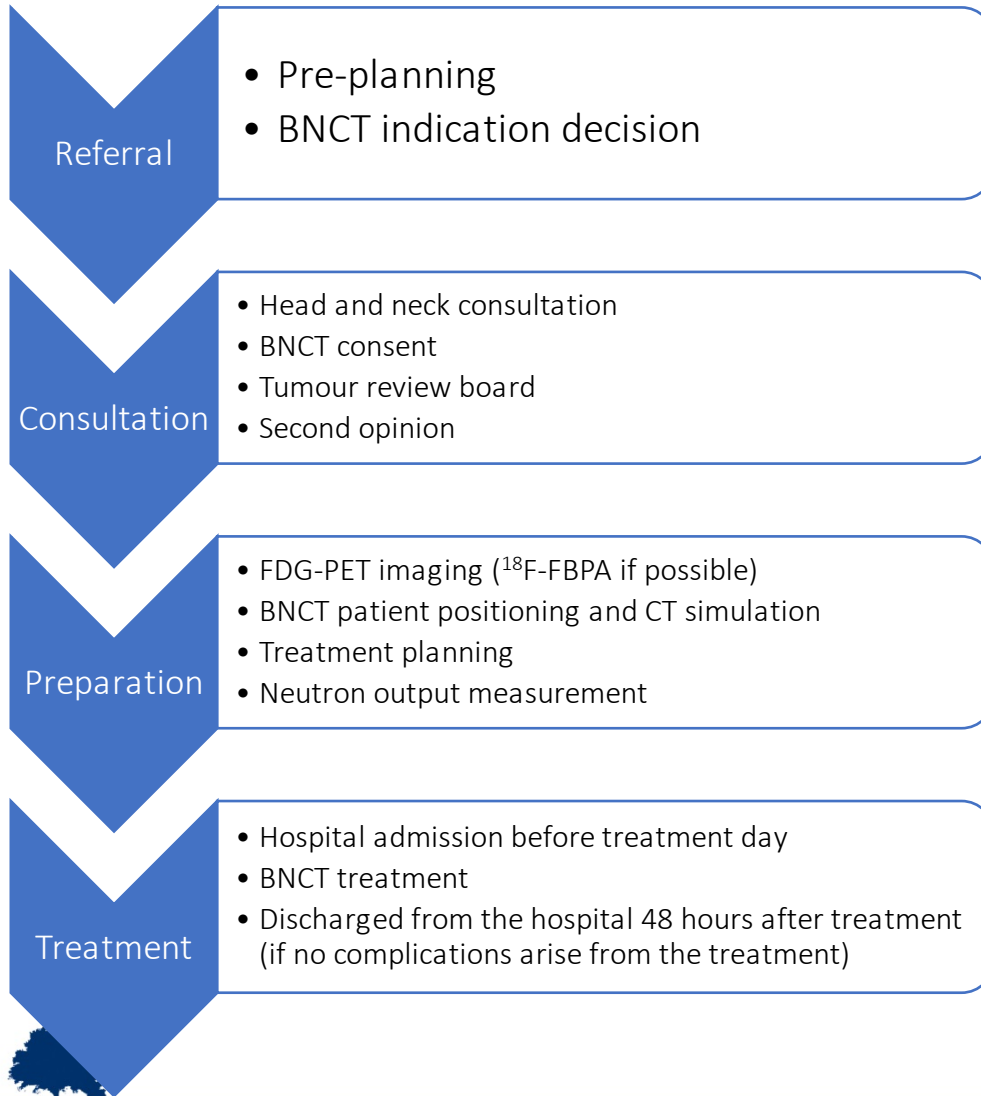 Referral
• Pre-planning
• BNCT indication decision
Consultation
• Head and neck consultation
• BNCT consent
• Tumour review board
• Second opinion
Preparation
• FDG-PET imaging (¹⁸F-FBPA if possible)
• BNCT patient positioning and CT simulation
• Treatment planning
• Neutron output measurement
Treatment
• Hospital admission before treatment day
• BNCT treatment
• Discharged from the hospital 48 hours after treatment
(if no complications arise from the treatment)